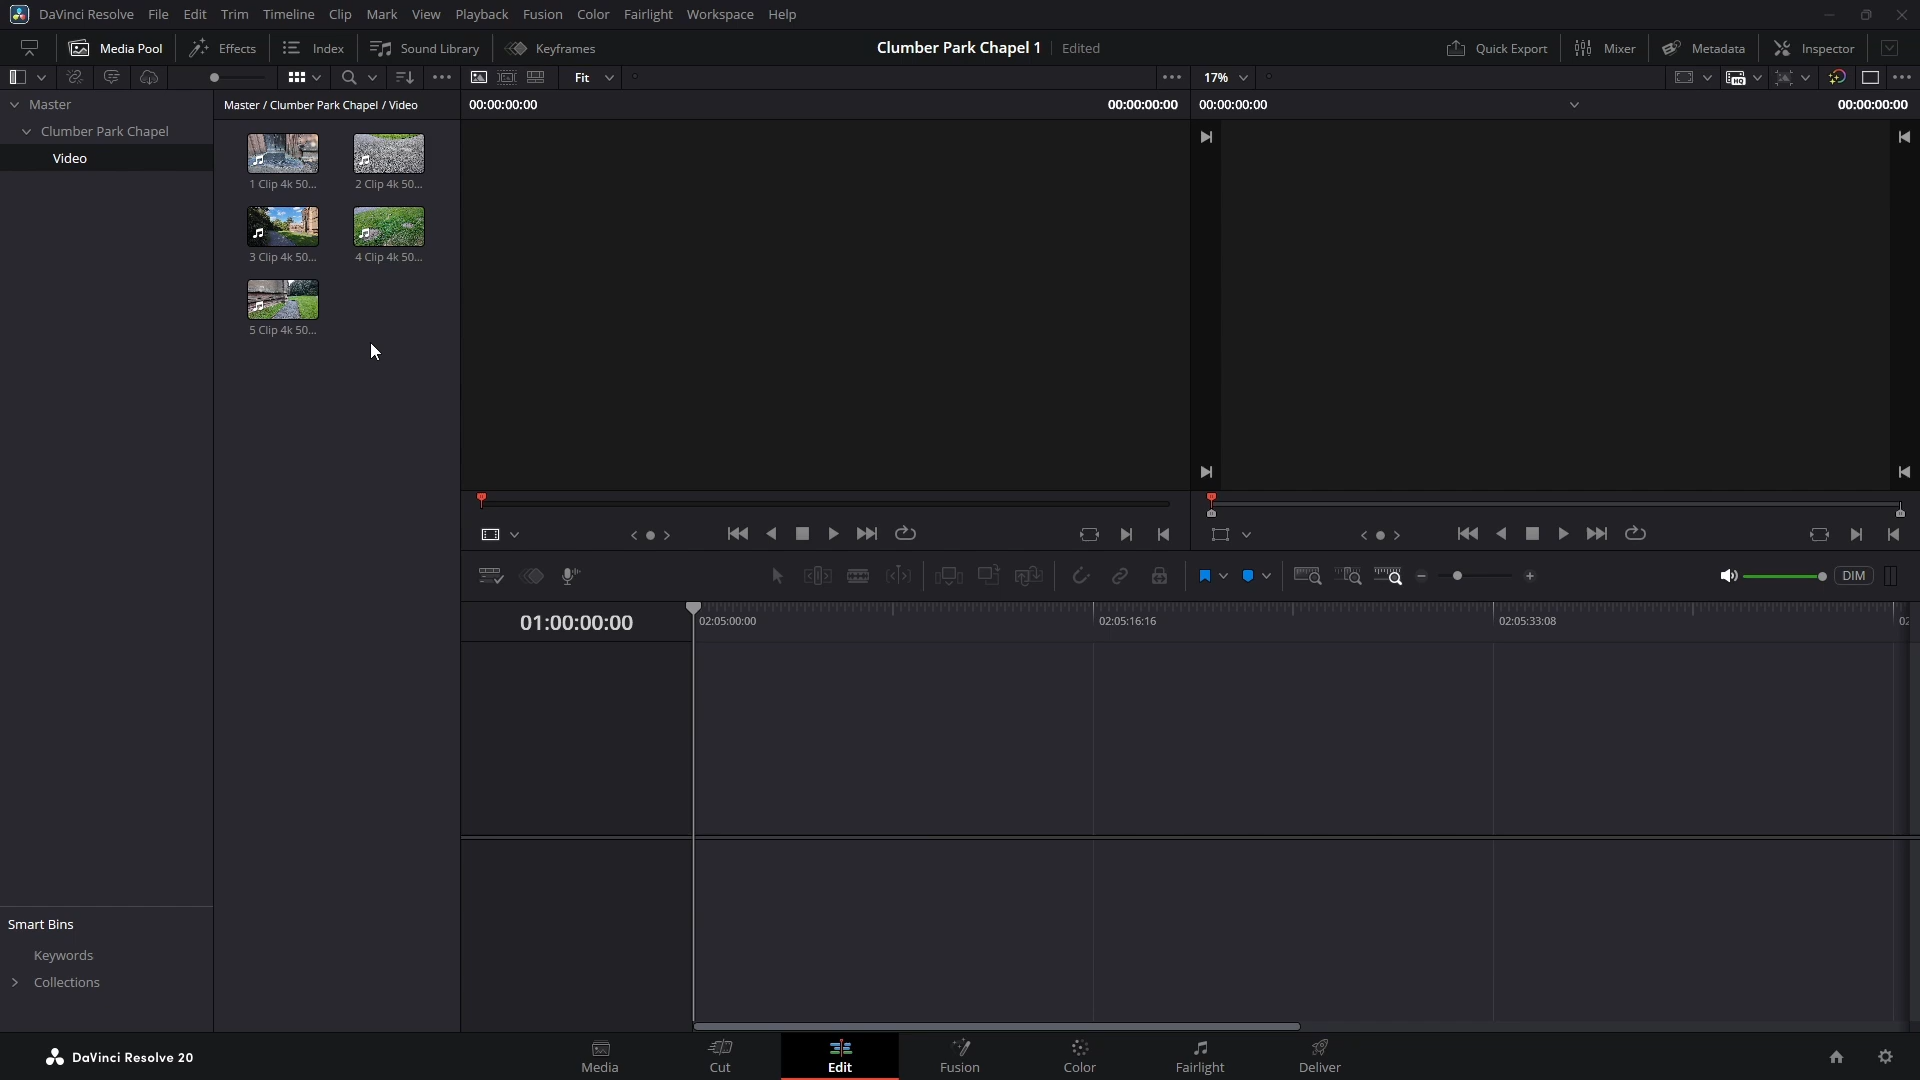 DaVinci Resolve File Edit Trim Timeline Clip Mark View Playback Fusion Color Fairlight Workspace Help
Media Pool Effects Index Sound Library Keyframes Clumber Park Chapel 1 Edited Quick Export Mixer Metadata Inspector
Fit 17%
Master Master / Clumber Park Chapel / Video 00:00:00:00 00:00:00:00 00:00:00:00 00:00:00:00
Clumber Park Chapel
Video
1 Clip 4k 50... 2 Clip 4k 50...
3 Clip 4k 50... 4 Clip 4k 50...
5 Clip 4k 50...
DIM
01:00:00:00 02:05:00:00 02:05:16:16 02:05:33:08
Smart Bins
Keywords
Collections
DaVinci Resolve 20 Media Cut Edit Fusion Color Fairlight Deliver